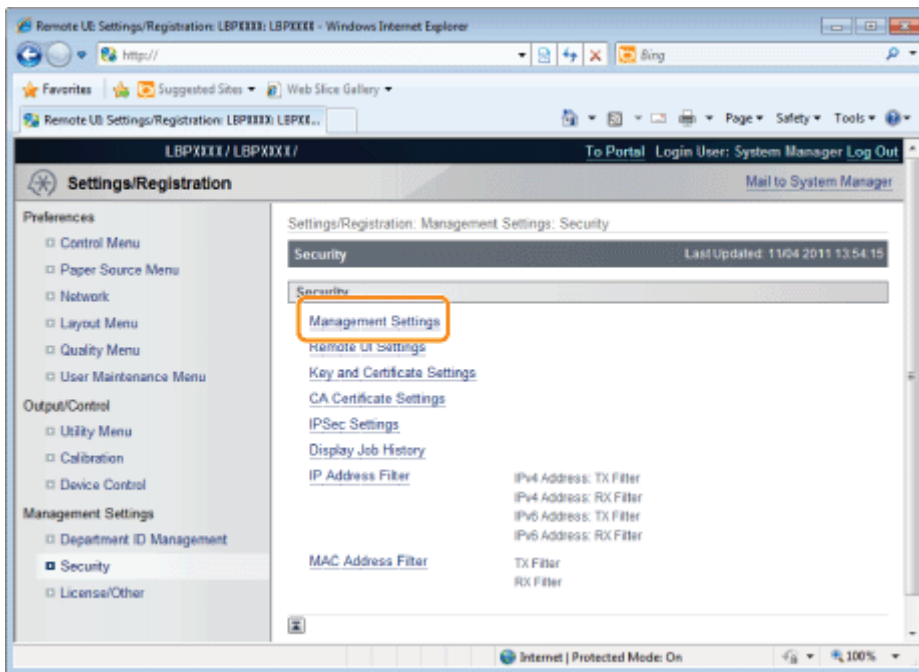 Remote UI: Settings/Registration: LBPXXXX: LBPXXXX - Windows Internet Explorer
http://
Bing
Favorites Suggested Sites Web Slice Gallery
Remote UI: Settings/Registration: LBPXXXX: LBPXX...
Page Safety Tools
LBPXXXX / LBPXXXX /
To Portal Login User: System Manager Log Out
Settings/Registration
Mail to System Manager
Preferences
Control Menu
Paper Source Menu
Network
Layout Menu
Quality Menu
User Maintenance Menu
Output/Control
Utility Menu
Calibration
Device Control
Management Settings
Department ID Management
Security
License/Other
Settings/Registration: Management Settings: Security
Security Last Updated: 11/04 2011 13:54:15
Security
Management Settings
Remote UI Settings
Key and Certificate Settings
CA Certificate Settings
IPSec Settings
Display Job History
IP Address Filter IPv4 Address: TX Filter
IPv4 Address: RX Filter
IPv6 Address: TX Filter
IPv6 Address: RX Filter
MAC Address Filter TX Filter
RX Filter
Internet | Protected Mode: On 100%